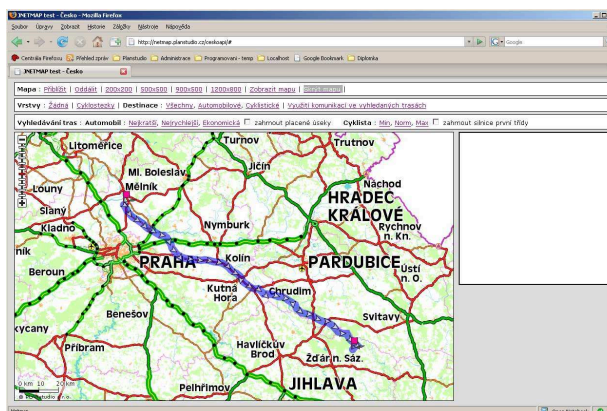 JNETMAP test - Česko - Mozilla Firefox
Soubor Úpravy Zobrazit Historie Záložky Nástroje Nápověda
http://netmap.planstudio.cz/ceskoapi/#
Google
Centrála Firefoxu Přehled zpráv Planstudio Administrace Programovani - temp Localhost Google Bookmark Diplomka
JNETMAP test - Česko
Mapa : Přiblížit | Oddálit | 200x200 | 500x500 | 900x500 | 1200x800 | Zobrazit mapu | Skrýt mapu
Vrstvy : Žádná | Cyklostezky | Destinace : Všechny, Automobilové, Cyklistické | Využití komunikací ve vyhledaných trasách
Vyhledávání tras : Automobil : Nejkratší, Nejrychlejší, Ekonomická zahrnout placené úseky Cyklista : Min, Norm, Max zahrnout silnice první třídy
Litoměřice
Turnov
Trutnov
Ml. Boleslav
Jičín
Louny
Mělník
Náchod
HRADEC
KRÁLOVÉ
Slaný
Kladno
Nymburk
Rychnov
n. Kn.
ník
PRAHA
Kolín
PARDUBICE
Ústí
n. O.
Beroun
Kutná
Hora
Chrudim
Benešov
Svitavy
kycany
Příbram
Havlíčkův
Brod
Žďár n. Sáz.
JIHLAVA
Pelhřimov
0 km 10 20 km